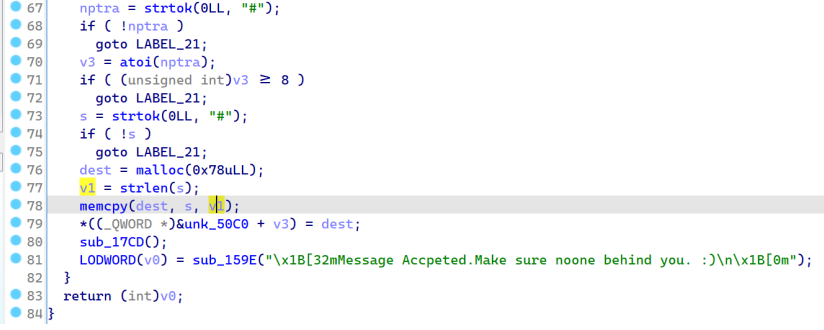 67 nptra = strtok(0LL, "#");
68 if ( !nptra )
69 goto LABEL_21;
70 v3 = atoi(nptra);
71 if ( (unsigned int)v3 ≥ 8 )
72 goto LABEL_21;
73 s = strtok(0LL, "#");
74 if ( !s )
75 goto LABEL_21;
76 dest = malloc(0x78uLL);
77 v1 = strlen(s);
78 memcpy(dest, s, v1);
79 *((_QWORD *)&unk_50C0 + v3) = dest;
80 sub_17CD();
81 LODWORD(v0) = sub_159E("\x1B[32mMessage Accpeted.Make sure noone behind you. :)\n\x1B[0m");
82 }
83 return (int)v0;
84 }